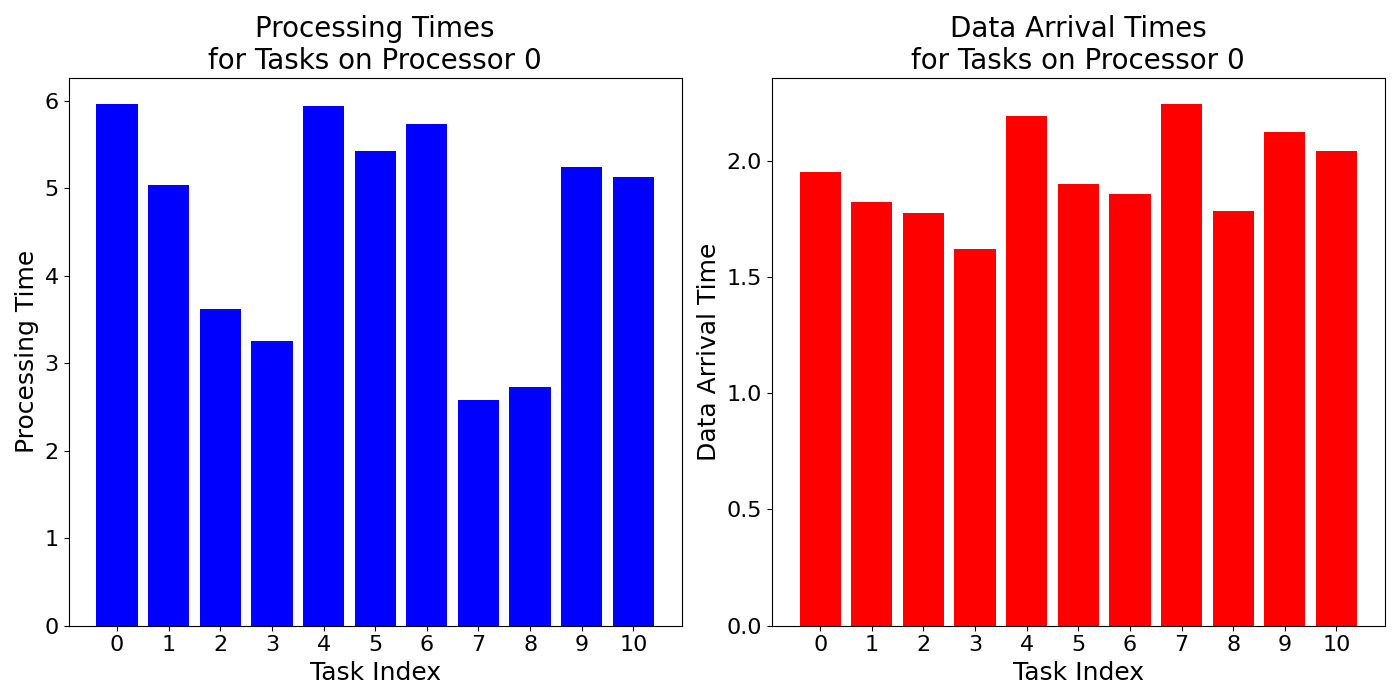 Processing Times
for Tasks on Processor 0
Processing Time
6
5
4
3
2
1
0
0 1 2 3 4 5 6 7 8 9 10
Task Index
Data Arrival Times
for Tasks on Processor 0
Data Arrival Time
2.0
1.5
1.0
0.5
0.0
0 1 2 3 4 5 6 7 8 9 10
Task Index